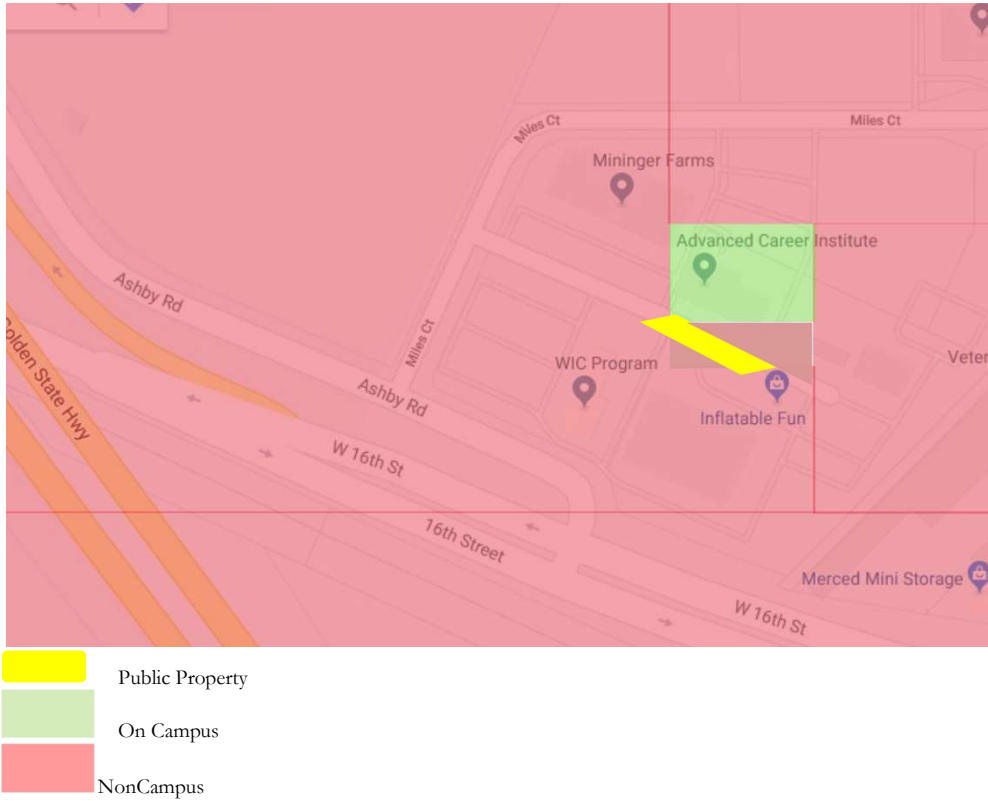 Miles Ct
Miles Ct
Mininger Farms
Advanced Career Institute
Ashby Rd
Miles Ct
WIC Program
Veter
Golden State Hwy
Ashby Rd
Inflatable Fun
W 16th St
16th Street
Merced Mini Storage
W 16th St
Public Property
On Campus
NonCampus